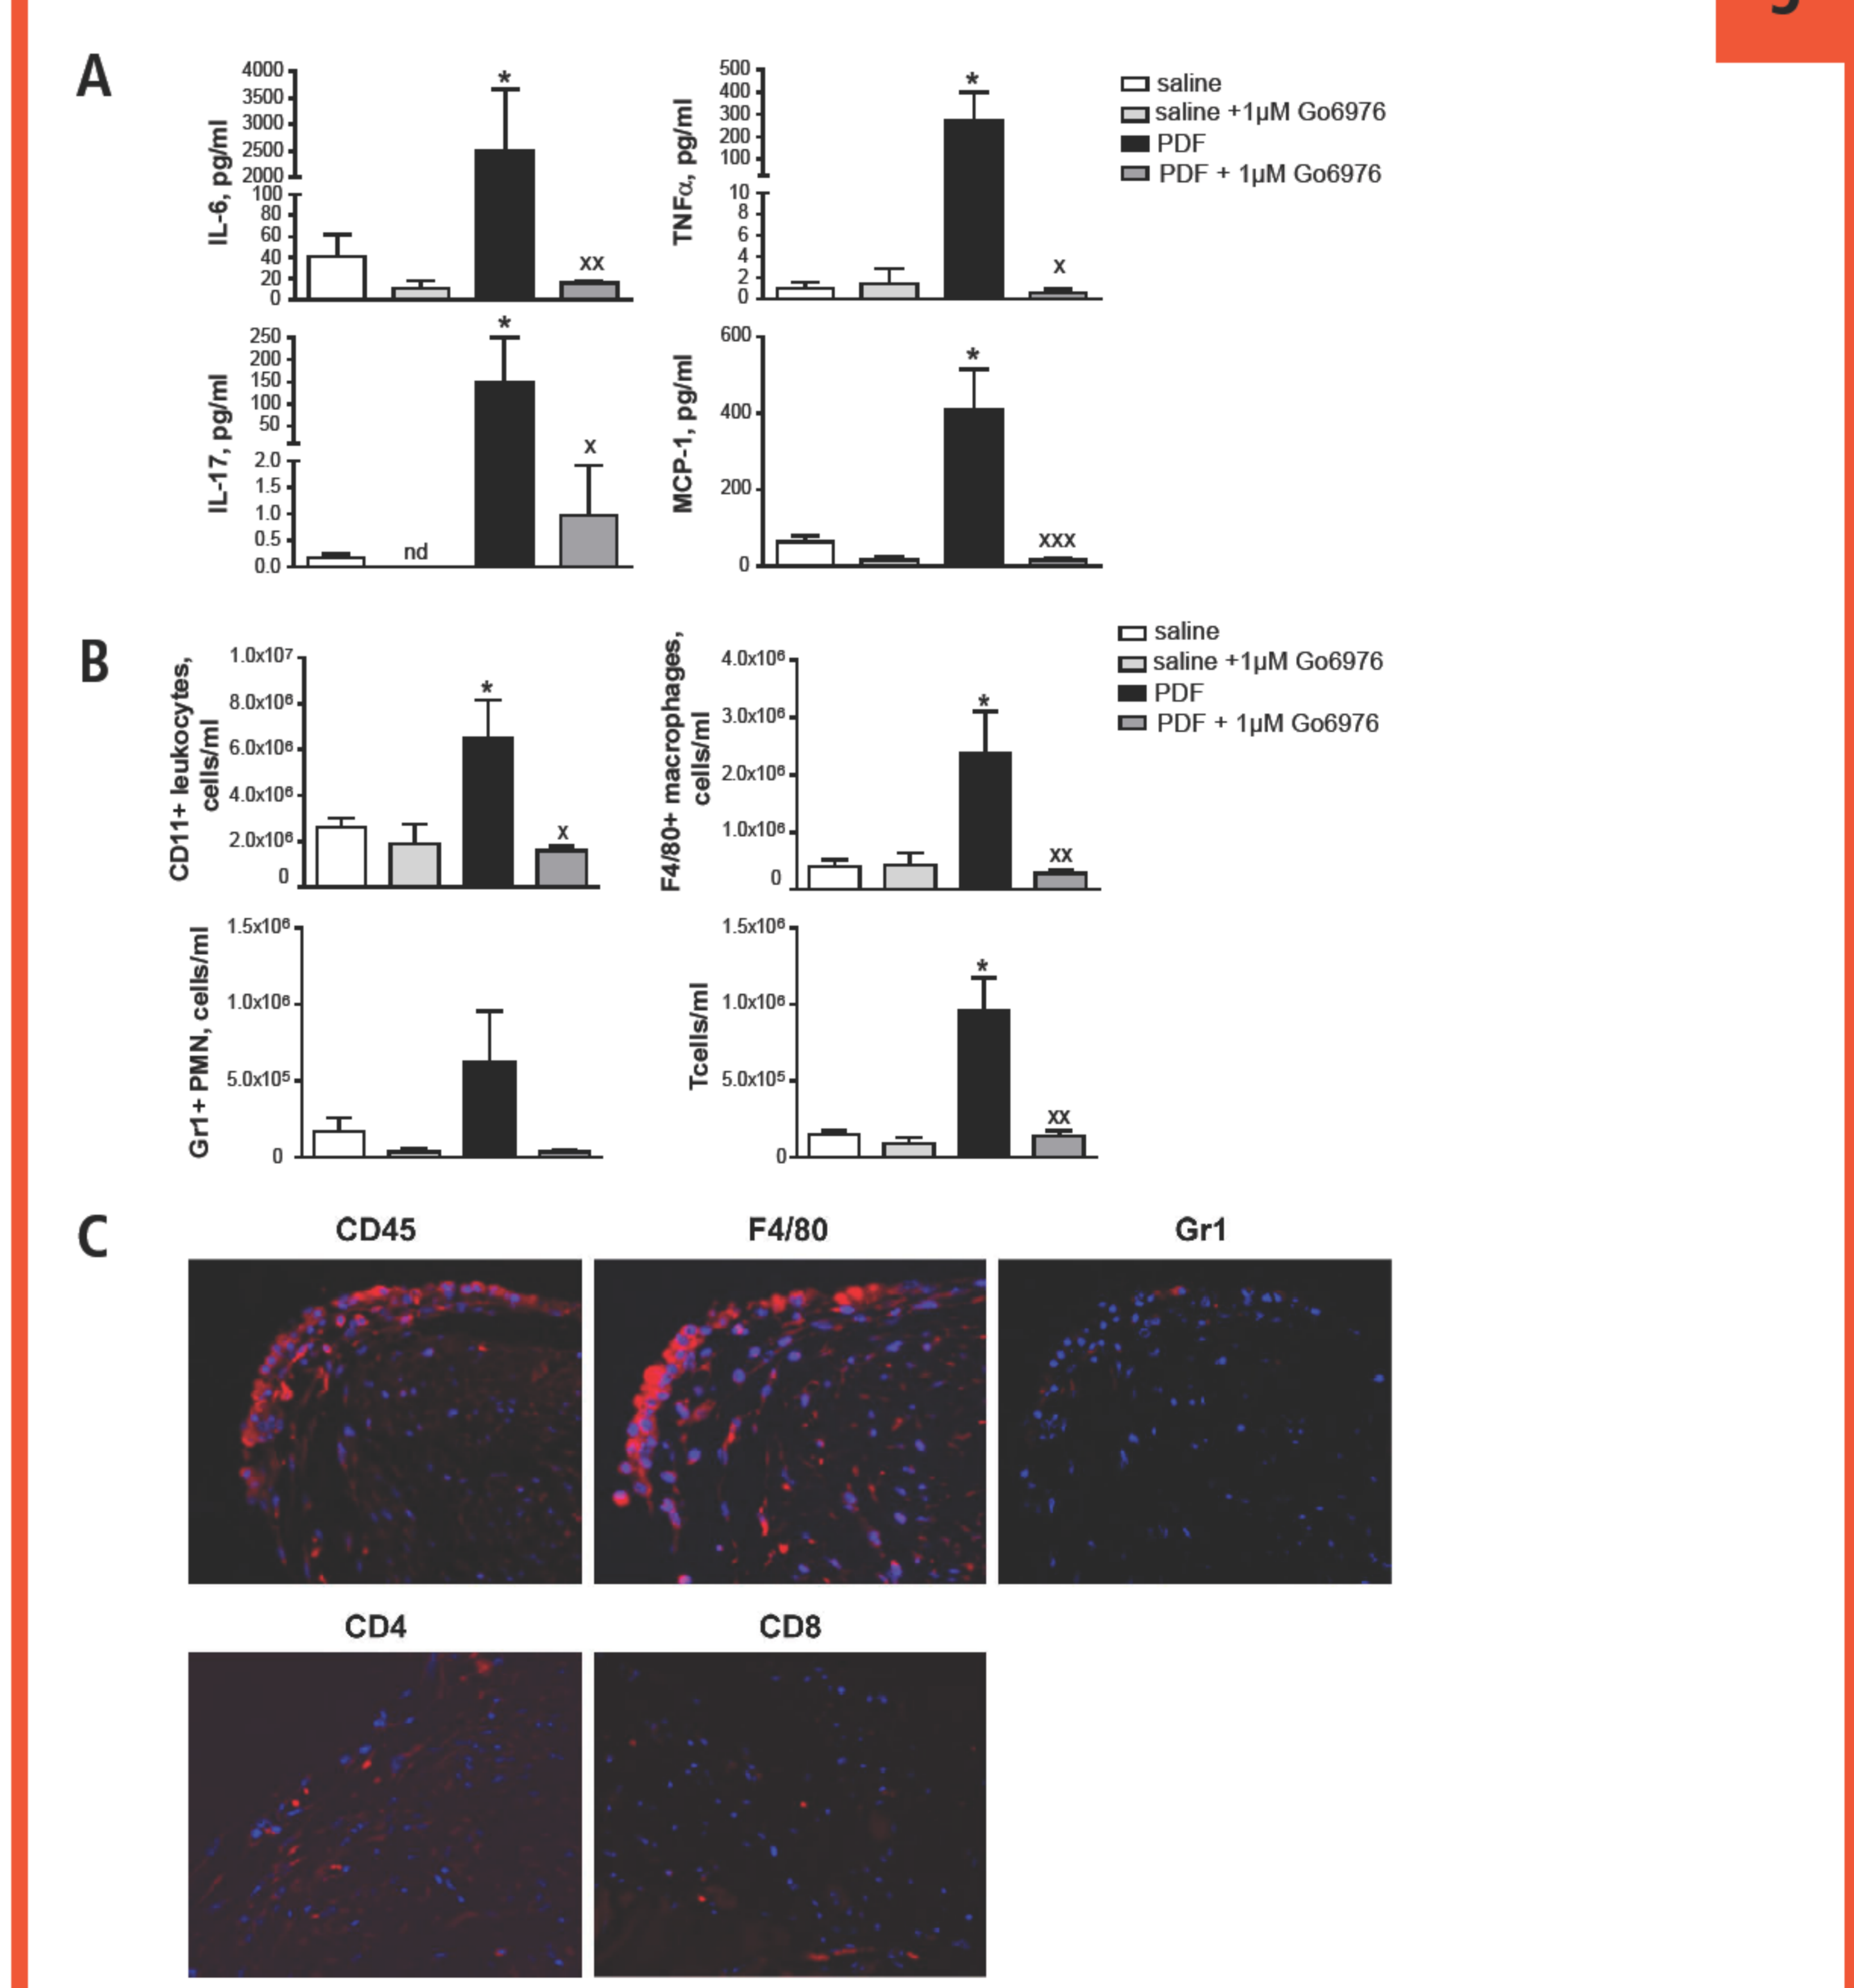 A
IL-6, pg/ml
4000
3500
3000
2500
2000
100
80
60
40
20
0
*
xx
TNFα, pg/ml
500
400
300
200
100
10
8
6
4
2
0
*
x
saline
saline +1µM Go6976
PDF
PDF + 1µM Go6976
IL-17, pg/ml
250
200
150
100
50
2.0
1.5
1.0
0.5
0.0
nd
*
x
MCP-1, pg/ml
600
400
200
0
*
xxx
B
CD11+ leukocytes,
cells/ml
1.0x10⁷
8.0x10⁶
6.0x10⁶
4.0x10⁶
2.0x10⁶
0
*
x
F4/80+ macrophages,
cells/ml
4.0x10⁶
3.0x10⁶
2.0x10⁶
1.0x10⁶
0
*
xx
saline
saline +1µM Go6976
PDF
PDF + 1µM Go6976
Gr1+ PMN, cells/ml
1.5x10⁶
1.0x10⁶
5.0x10⁵
0
Tcells/ml
1.5x10⁶
1.0x10⁶
5.0x10⁵
0
*
xx
C
CD45
F4/80
Gr1
CD4
CD8